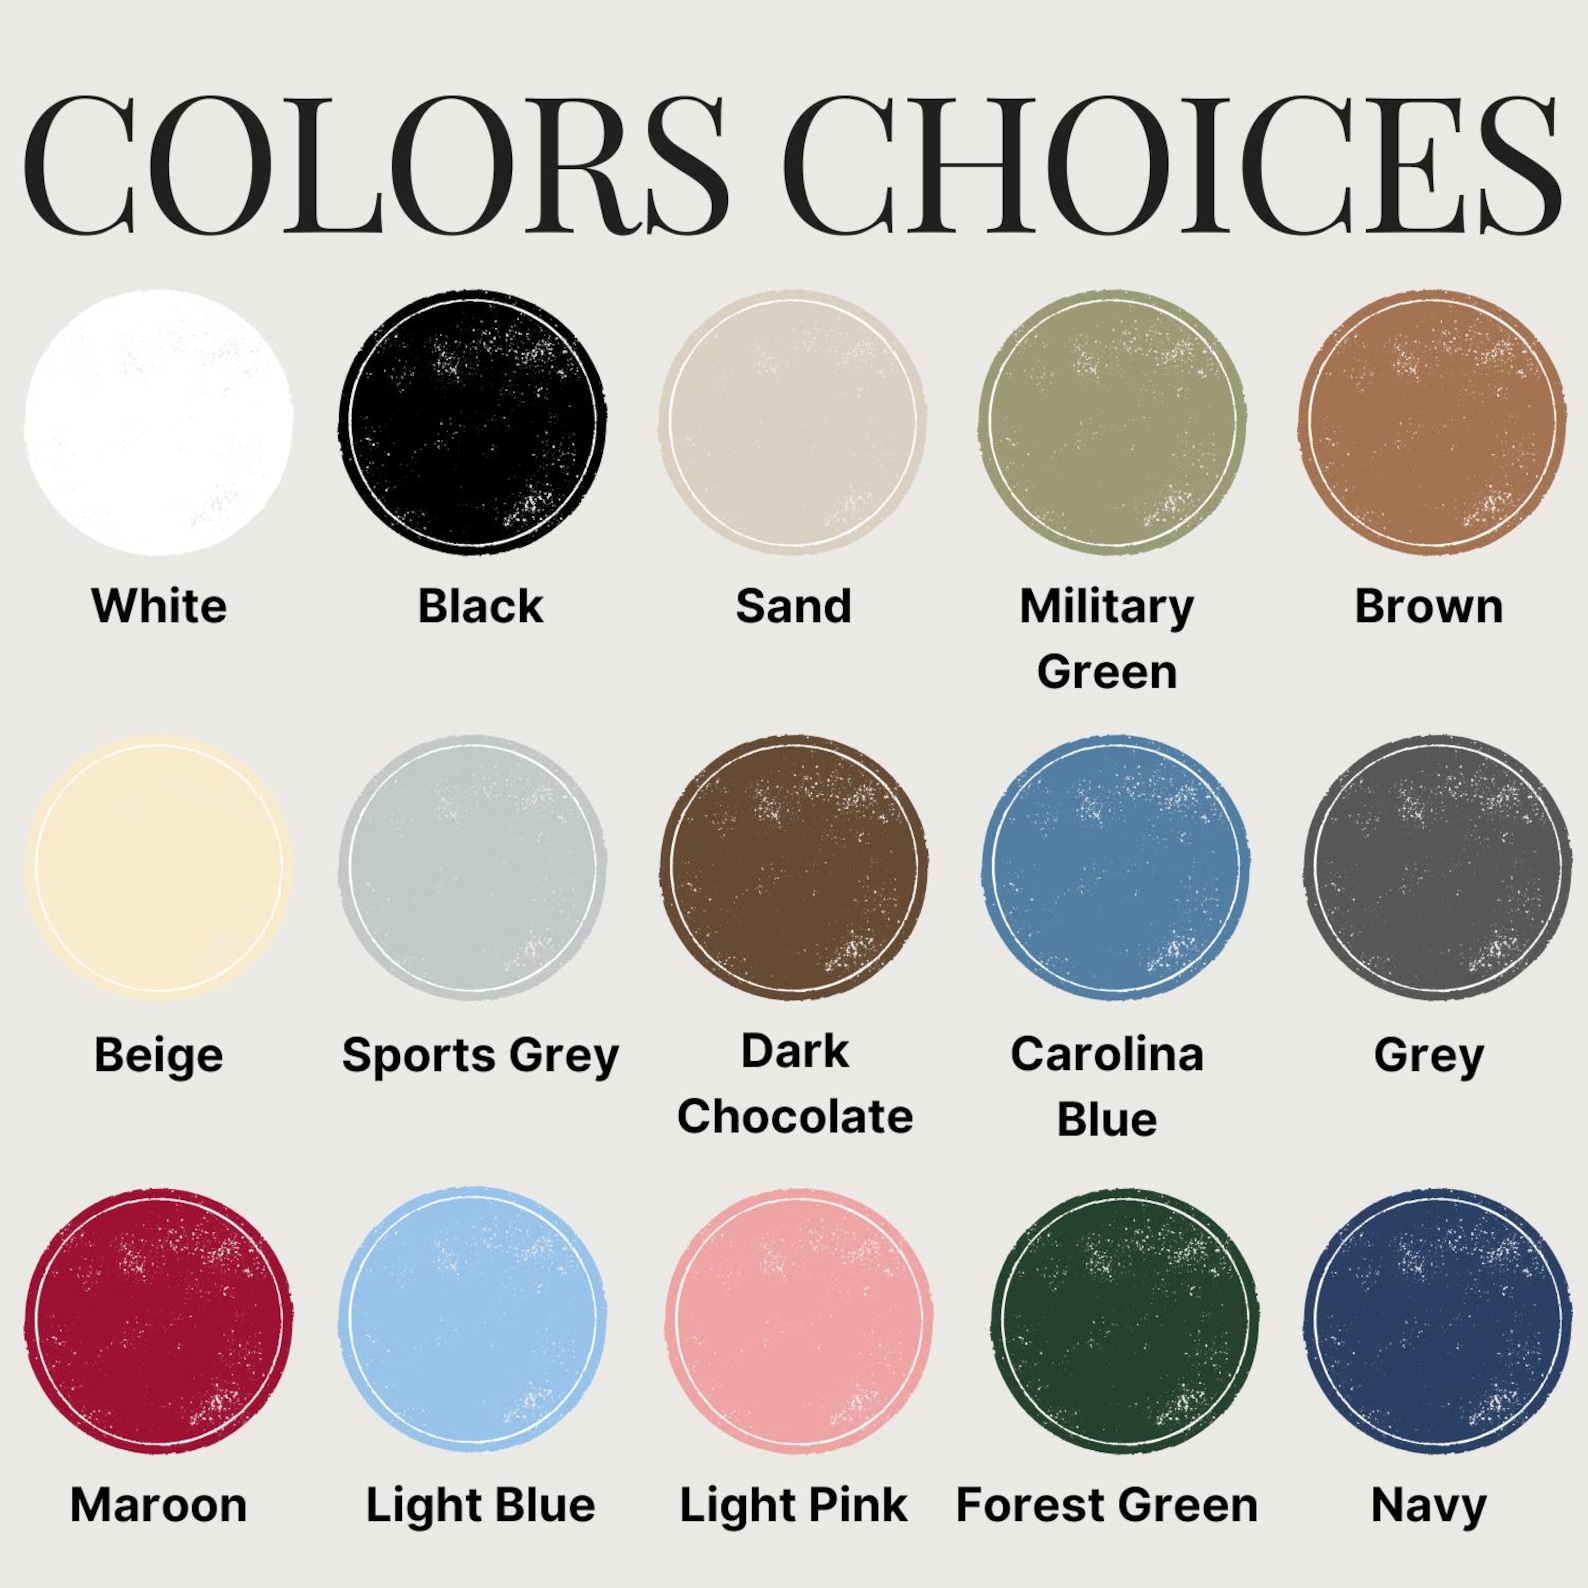 COLORS CHOICES
White
Black
Sand
Military
Green
Brown
Beige
Sports Grey
Dark
Chocolate
Carolina
Blue
Grey
Maroon
Light Blue
Light Pink
Forest Green
Navy